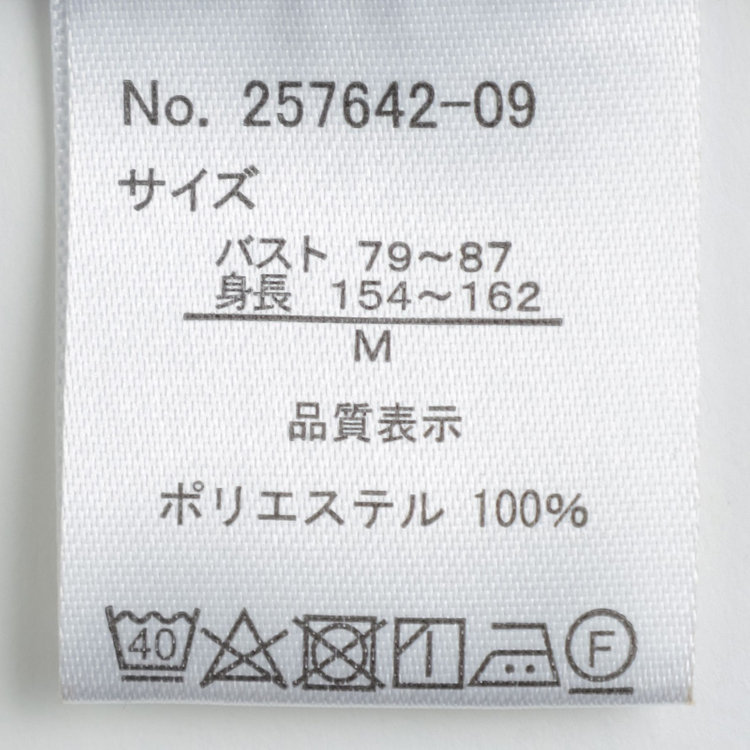 No. 257642-09
サイズ
バスト 79～87
身長 154～162
M
品質表示
ポリエステル 100%
40 F